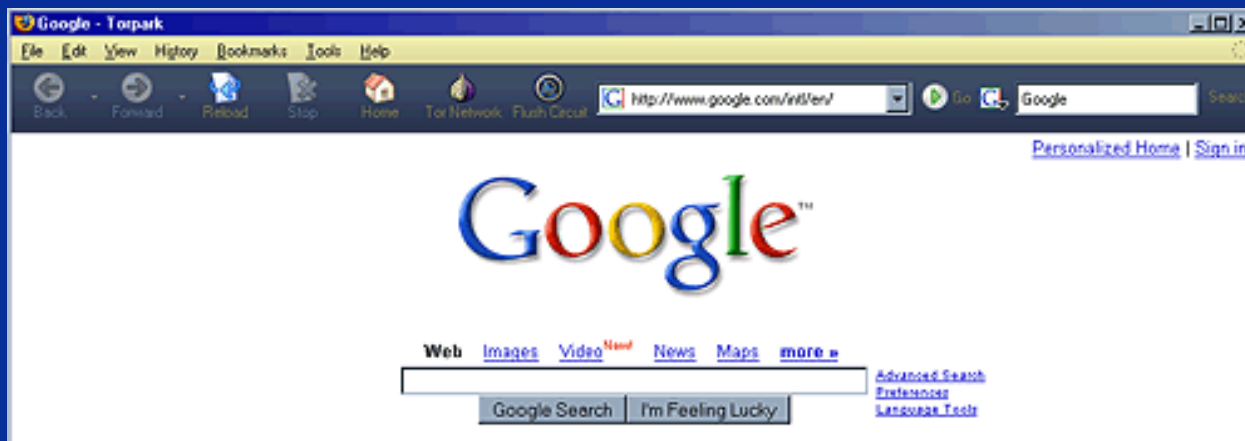 Google - Torpark
File Edit View History Bookmarks Tools Help
Back Forward Reload Stop Home Tor Network Flush Circuit http://www.google.com/intl/en/ Go Google Searc
Personalized Home | Sign in
Google™
Web Images Video New! News Maps more »
Advanced Search
Preferences
Language Tools
Google Search I'm Feeling Lucky